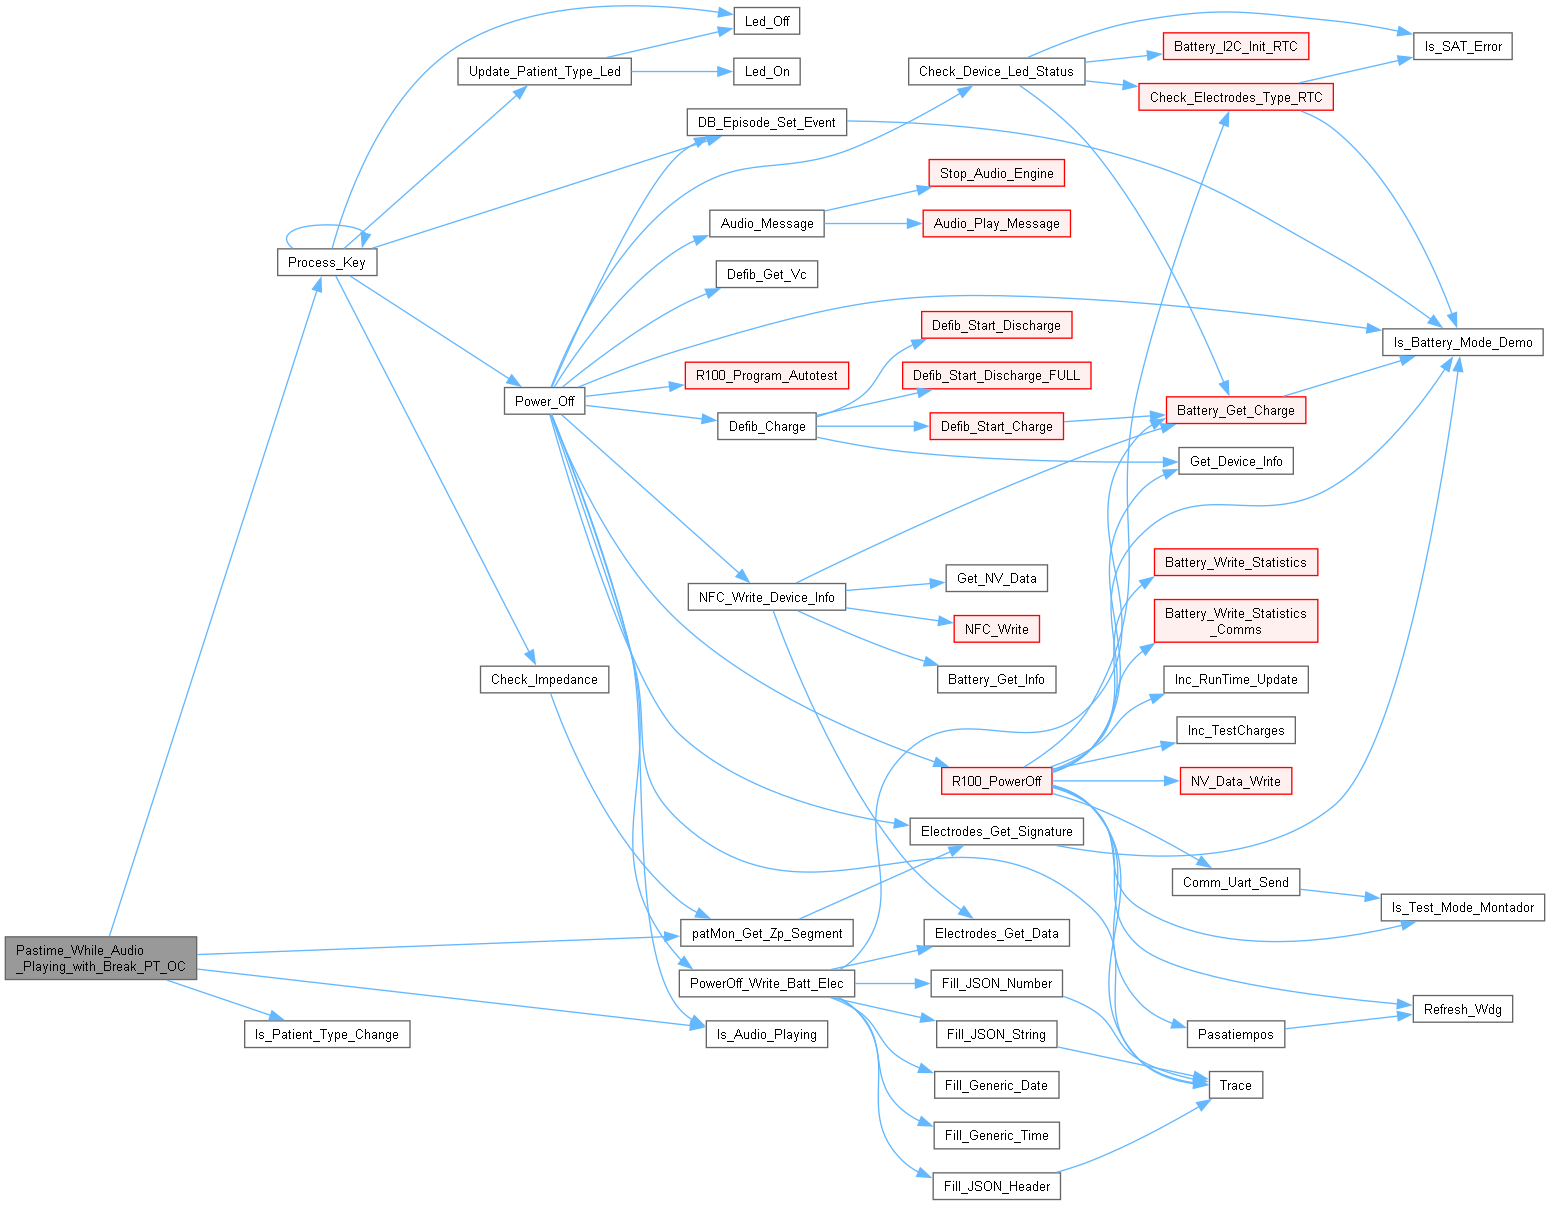 Led_Off
Is_SAT_Error
Battery_I2C_Init_RTC
Update_Patient_Type_Led
Led_On
Check_Device_Led_Status
Check_Electrodes_Type_RTC
DB_Episode_Set_Event
Stop_Audio_Engine
Audio_Message
Audio_Play_Message
Process_Key
Defib_Get_Vc
Defib_Start_Discharge
Is_Battery_Mode_Demo
R100_Program_Autotest
Defib_Start_Discharge_FULL
Power_Off
Battery_Get_Charge
Defib_Charge
Defib_Start_Charge
Get_Device_Info
Battery_Write_Statistics
Get_NV_Data
NFC_Write_Device_Info
Battery_Write_Statistics
_Comms
NFC_Write
Check_Impedance
Battery_Get_Info
Inc_RunTime_Update
Inc_TestCharges
R100_PowerOff
NV_Data_Write
Electrodes_Get_Signature
Comm_Uart_Send
Is_Test_Mode_Montador
patMon_Get_Zp_Segment
Electrodes_Get_Data
Pastime_While_Audio
_Playing_with_Break_PT_OC
PowerOff_Write_Batt_Elec
Fill_JSON_Number
Refresh_Wdg
Is_Patient_Type_Change
Is_Audio_Playing
Fill_JSON_String
Pasatiempos
Fill_Generic_Date
Trace
Fill_Generic_Time
Fill_JSON_Header